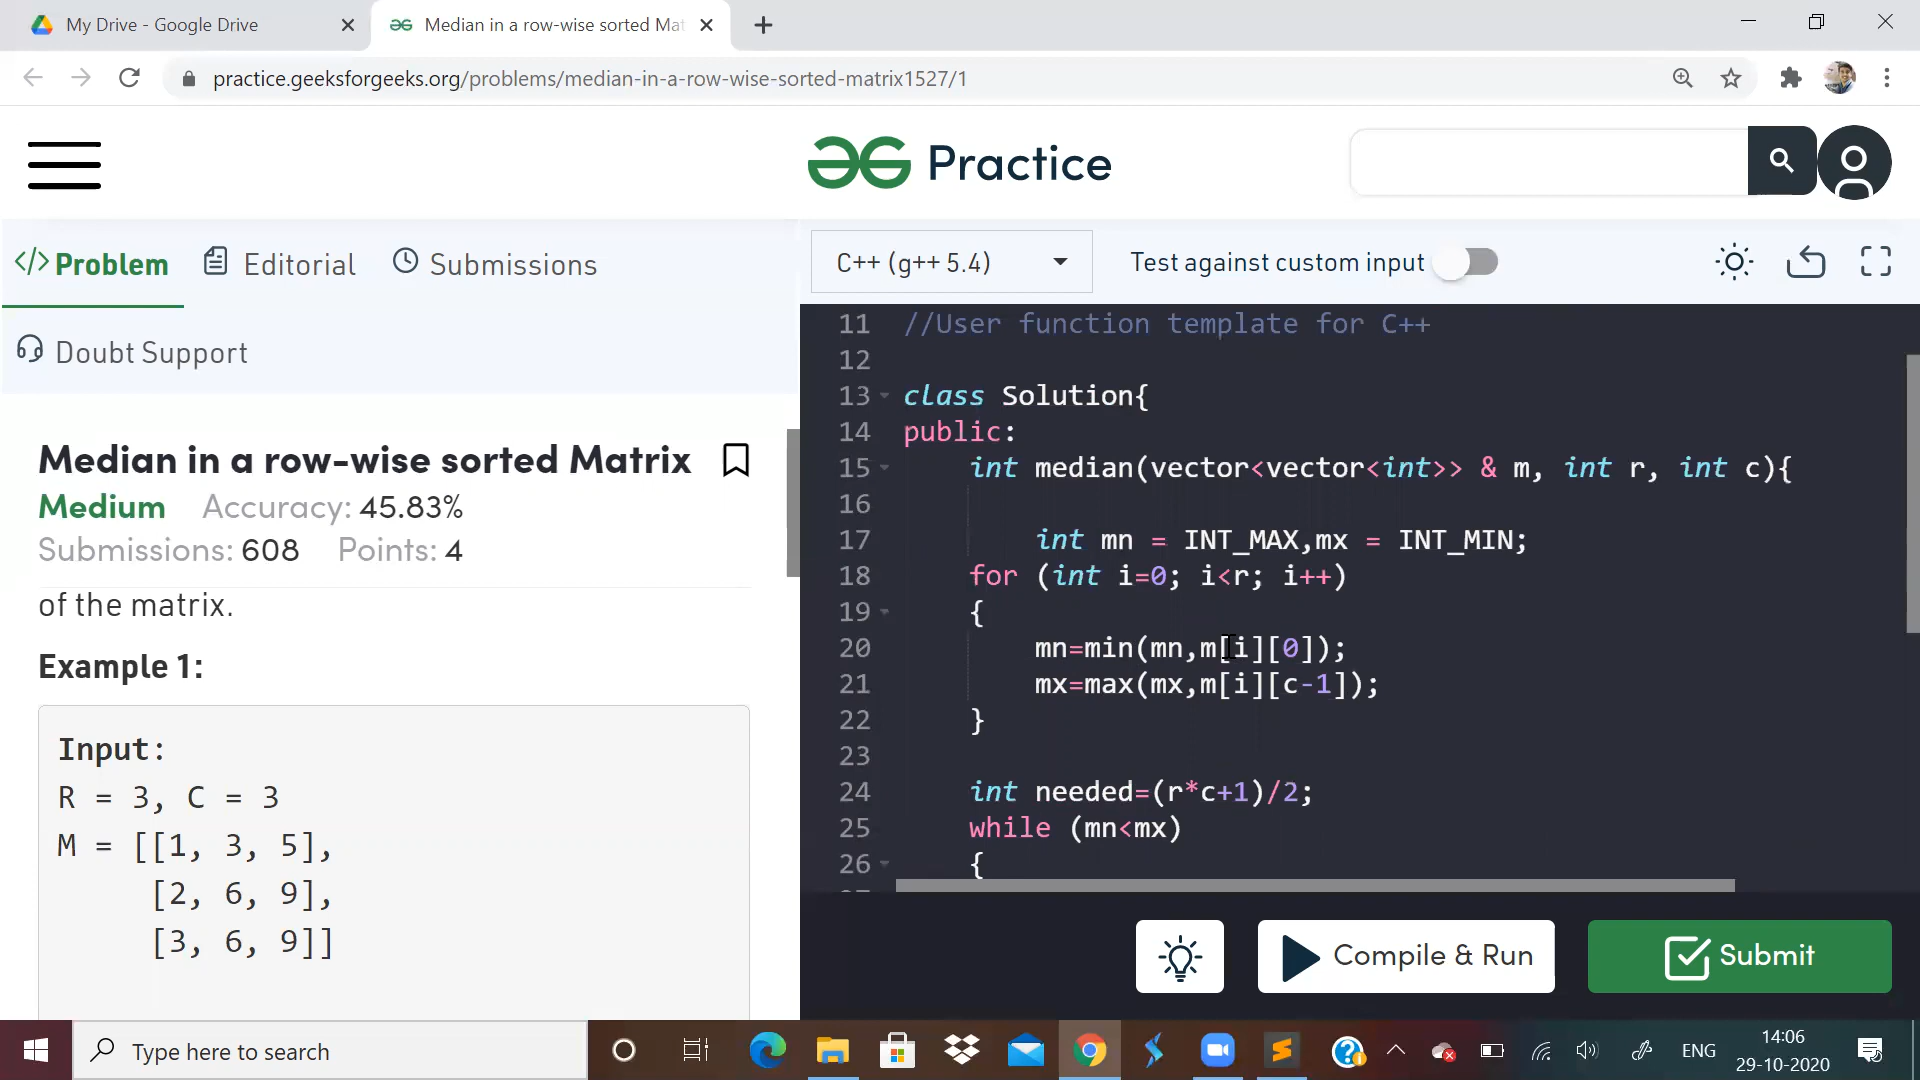 My Drive - Google Drive
Median in a row-wise sorted Mat
practice.geeksforgeeks.org/problems/median-in-a-row-wise-sorted-matrix1527/1
Practice
</> Problem
Editorial
Submissions
Doubt Support
Median in a row-wise sorted Matrix
Medium Accuracy: 45.83%
Submissions: 608 Points: 4
of the matrix.
Example 1:
Input:
R = 3, C = 3
M = [[1, 3, 5],
[2, 6, 9],
[3, 6, 9]]
C++ (g++ 5.4)
Test against custom input
11 //User function template for C++
12
13 class Solution{
14 public:
15 int median(vector<vector<int>> & m, int r, int c){
16
17 int mn = INT_MAX,mx = INT_MIN;
18 for (int i=0; i<r; i++)
19 {
20 mn=min(mn,m[i][0]);
21 mx=max(mx,m[i][c-1]);
22 }
23
24 int needed=(r*c+1)/2;
25 while (mn<mx)
26 {
Compile & Run
Submit
Type here to search
ENG
14:06
29-10-2020